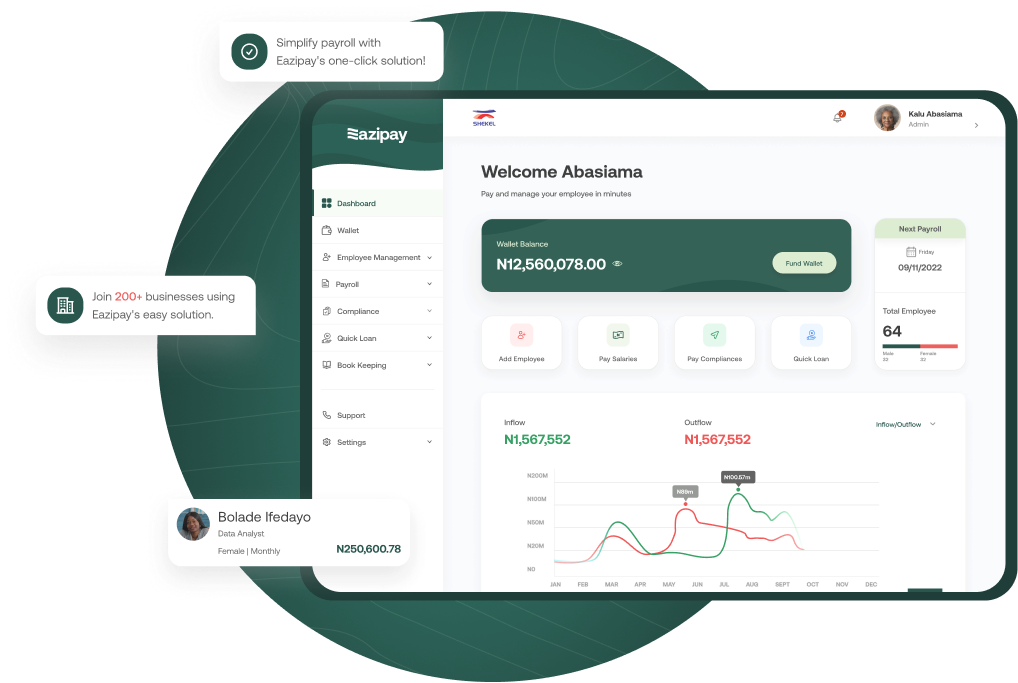 Simplify payroll with
Eazipay's one-click solution!
Eazipay
SHEKEL
7
Kalu Abasiama
Admin
Welcome Abasiama
Pay and manage your employee in minutes
Dashboard
Wallet
Employee Management
Payroll
Compliance
Quick Loan
Book Keeping
Support
Settings
Wallet Balance
N12,560,078.00
Fund Wallet
Next Payroll
Friday
09/11/2022
Total Employee
64
Male Female
32 32
Add Employee
Pay Salaries
Pay Compliances
Quick Loan
Join 200+ businesses using
Eazipay's easy solution.
Inflow
N1,567,552
Outflow
N1,567,552
Inflow/Outflow
N200M
N100M
N50M
N20M
N0
N88m
N100.57m
JAN FEB MAR APR MAY JUN JUL AUG SEPT OCT NOV DEC
Bolade Ifedayo
Data Analyst
Female | Monthly
N250,600.78